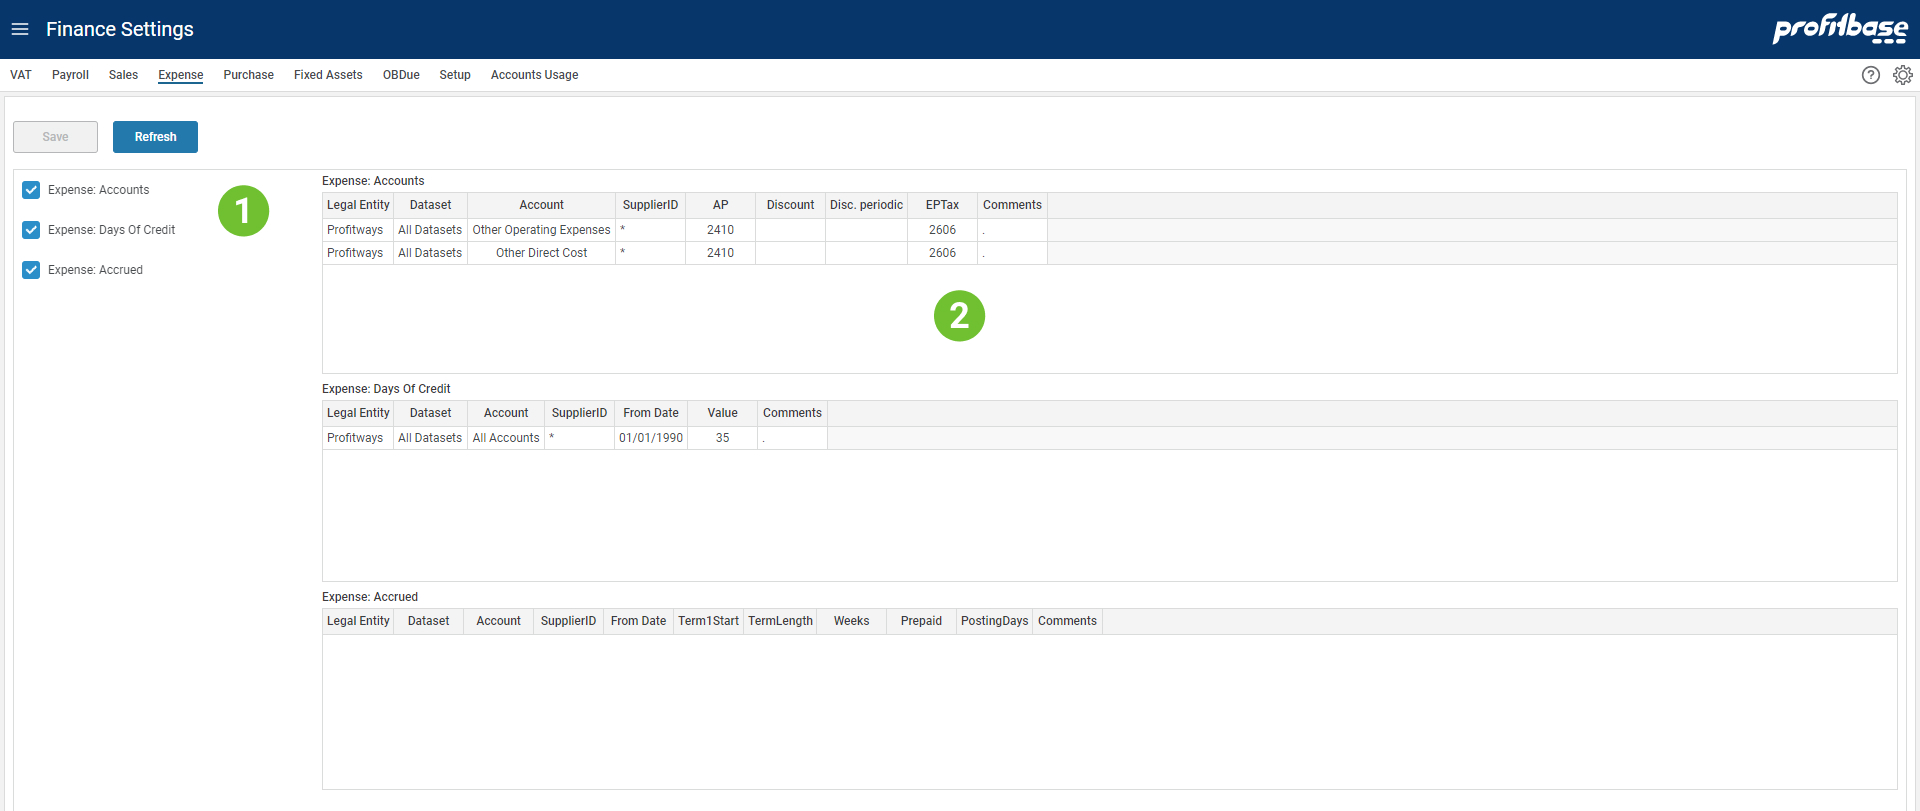 Finance Settings
profitbase
VAT Payroll Sales Expense Purchase Fixed Assets OBDue Setup Accounts Usage
?
Save Refresh
Expense: Accounts
Expense: Days Of Credit
Expense: Accrued
1
Expense: Accounts
Legal Entity Dataset Account SupplierID AP Discount Disc. periodic EPTax Comments
Profitways All Datasets Other Operating Expenses * 2410 2606 .
Profitways All Datasets Other Direct Cost * 2410 2606 .
2
Expense: Days Of Credit
Legal Entity Dataset Account SupplierID From Date Value Comments
Profitways All Datasets All Accounts * 01/01/1990 35 .
Expense: Accrued
Legal Entity Dataset Account SupplierID From Date Term1Start TermLength Weeks Prepaid PostingDays Comments